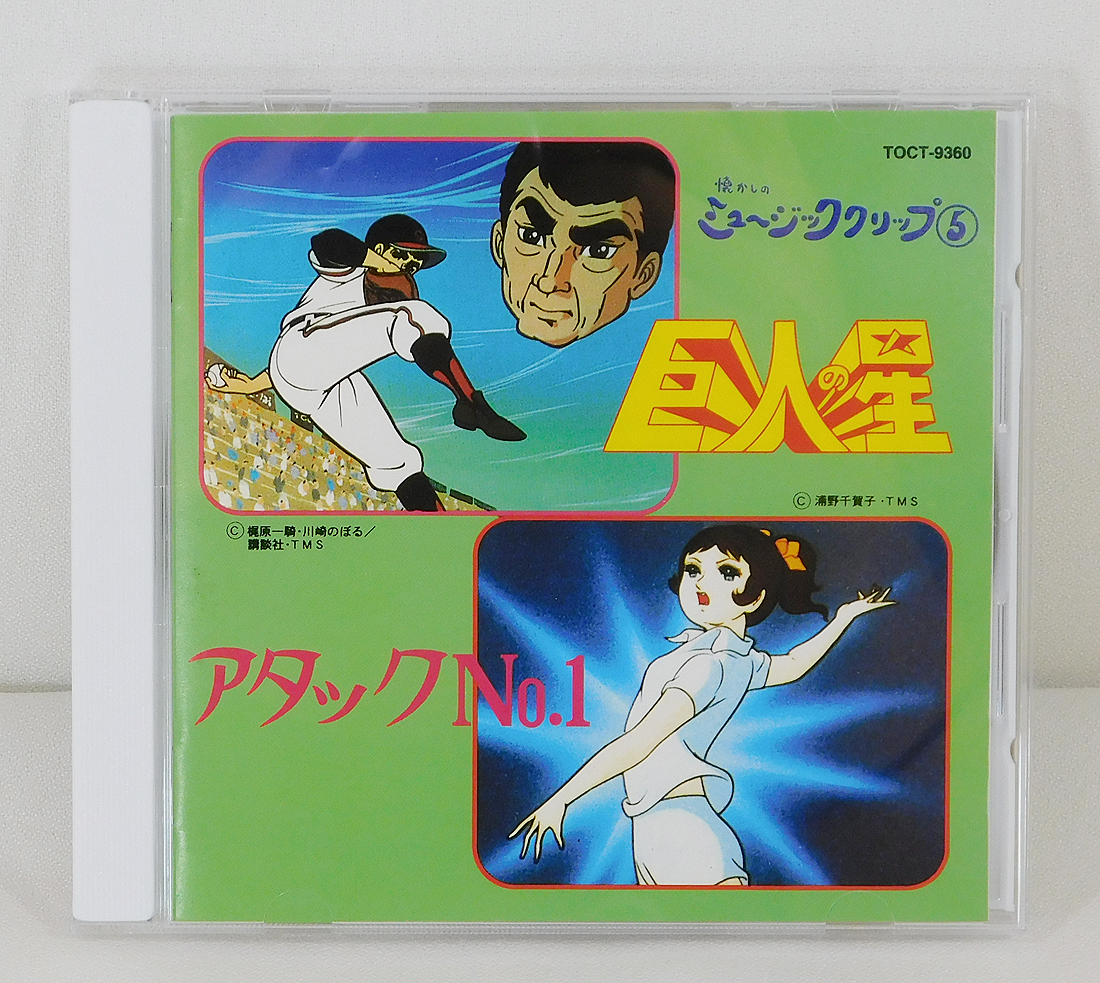 TOCT-9360
懐かしの
ミュージッククリップ⑤
巨人の星
Ⓒ浦野千賀子・TMS
Ⓒ梶原一騎・川崎のぼる／
講談社・TMS
アタックNo.1